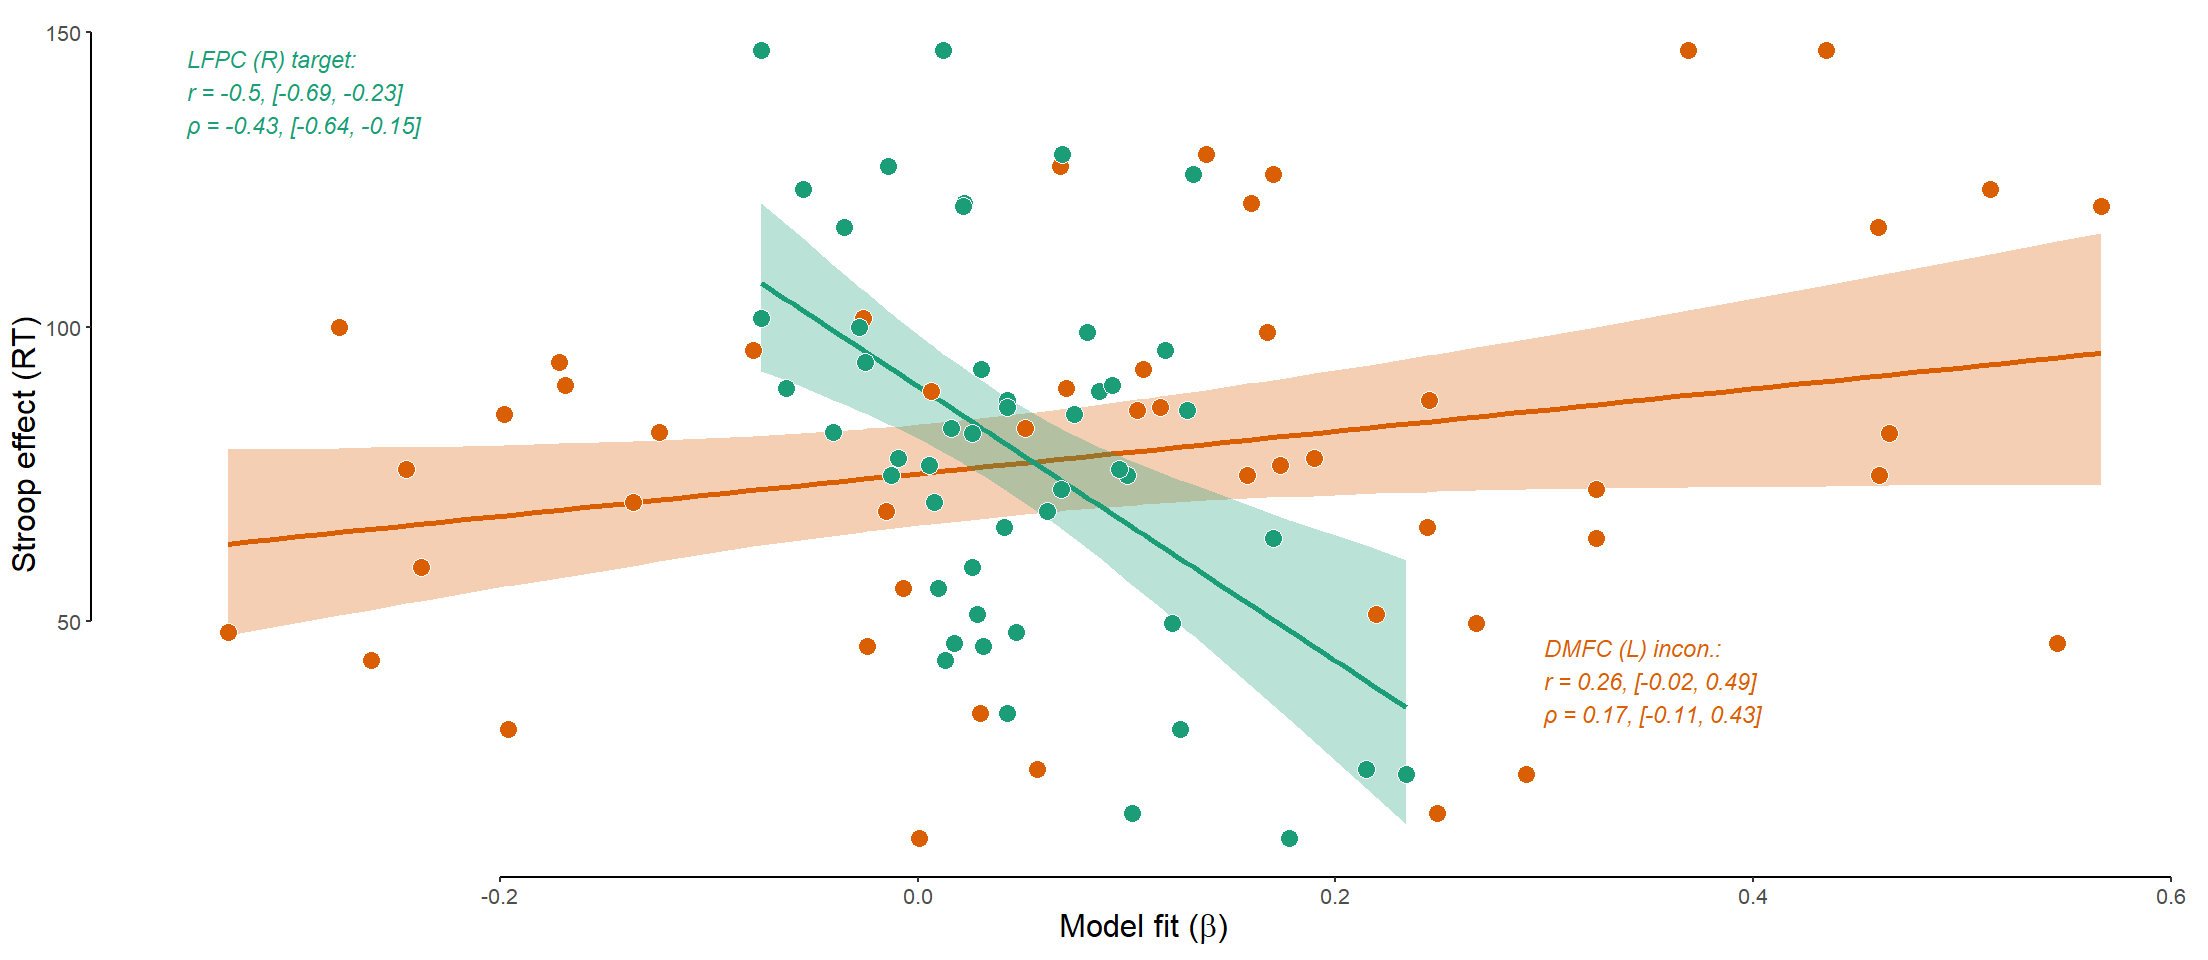 150
100
50
Stroop effect (RT)
LFPC (R) target:
r = -0.5, [-0.69, -0.23]
ρ = -0.43, [-0.64, -0.15]
DMFC (L) incon.:
r = 0.26, [-0.02, 0.49]
ρ = 0.17, [-0.11, 0.43]
-0.2 0.0 0.2 0.4 0.6
Model fit (β)